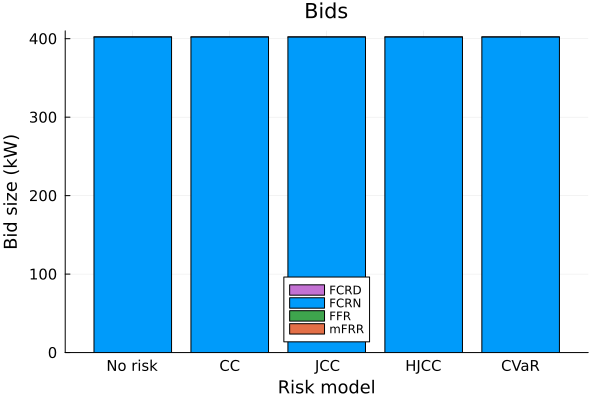 Bids
Bid size (kW)
400
300
200
100
0
FCRD
FCRN
FFR
mFRR
No risk CC JCC HJCC CVaR
Risk model